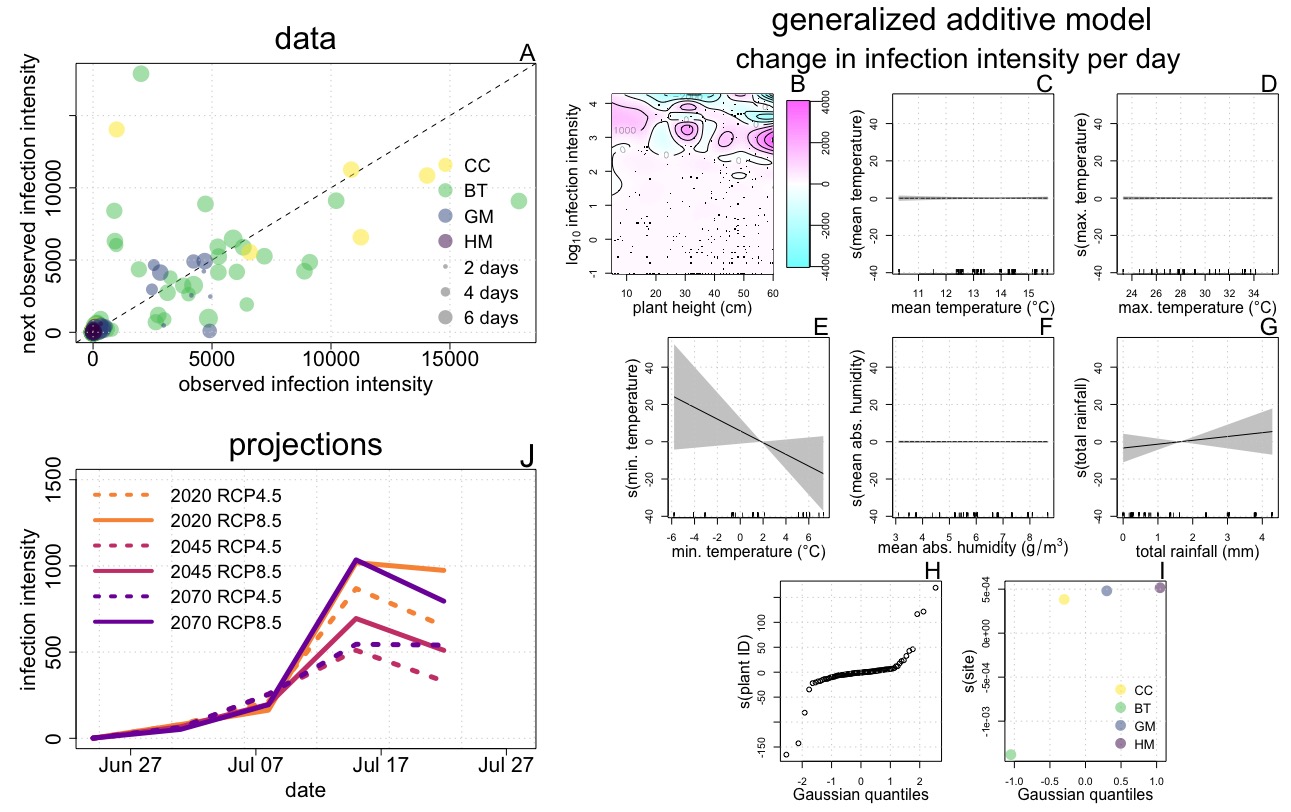 data
A
next observed infection intensity
0
5000
10000
0
5000
10000
15000
observed infection intensity
CC
BT
GM
HM
2 days
4 days
6 days
generalized additive model
change in infection intensity per day
B
log10 infection intensity
-1
0
1
2
3
4
1000
0
0
0
10 20 30 40 50 60
plant height (cm)
-4000
-2000
0
2000
4000
C
s(mean temperature)
-40
-20
0
20
40
11 12 13 14 15
mean temperature (°C)
D
s(max. temperature)
-40
-20
0
20
40
24 26 28 30 32 34
max. temperature (°C)
E
s(min. temperature)
-40
-20
0
20
40
-6 -4 -2 0 2 4 6
min. temperature (°C)
F
s(mean abs. humidity)
-40
-20
0
20
40
3 4 5 6 7 8
mean abs. humidity (g/m³)
G
s(total rainfall)
-40
-20
0
20
40
0 1 2 3 4
total rainfall (mm)
projections
J
infection intensity
0
500
1000
1500
2020 RCP4.5
2020 RCP8.5
2045 RCP4.5
2045 RCP8.5
2070 RCP4.5
2070 RCP8.5
Jun 27
Jul 07
Jul 17
Jul 27
date
H
s(plant ID)
-150
-50
0
50
100
-2 -1 0 1 2
Gaussian quantiles
I
s(site)
-1e-03
-5e-04
0e+00
5e-04
CC
BT
GM
HM
-1.0 -0.5 0.0 0.5 1.0
Gaussian quantiles